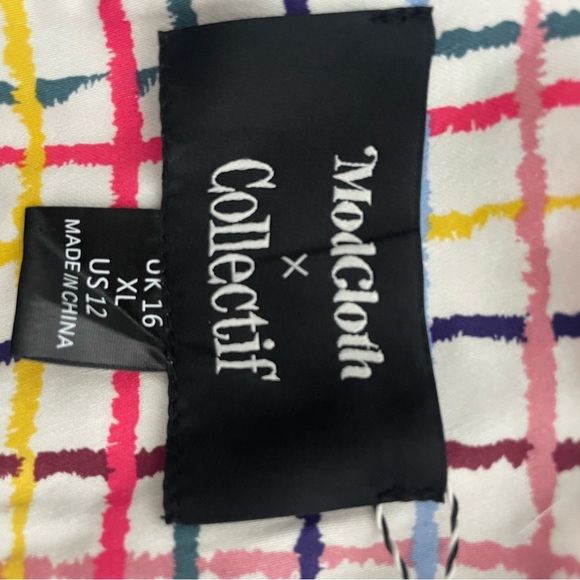 ModCloth
×
Collectif
UK 16
XL
US 12
MADE IN CHINA